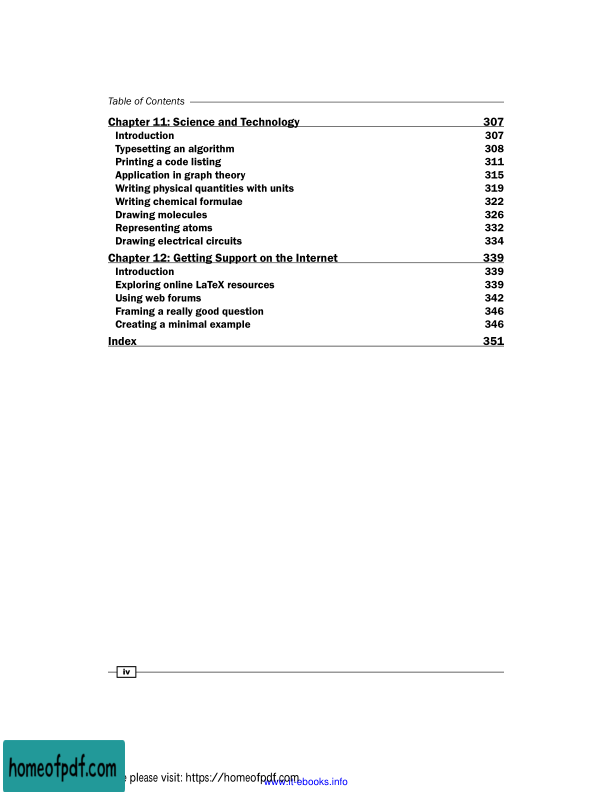 Table of Contents
Chapter 11: Science and Technology 307
Introduction 307
Typesetting an algorithm 308
Printing a code listing 311
Application in graph theory 315
Writing physical quantities with units 319
Writing chemical formulae 322
Drawing molecules 326
Representing atoms 332
Drawing electrical circuits 334
Chapter 12: Getting Support on the Internet 339
Introduction 339
Exploring online LaTeX resources 339
Using web forums 342
Framing a really good question 346
Creating a minimal example 346
Index 351
iv
homeofpdf.com
please visit: https://homeofpdf.com
www.it-ebooks.info